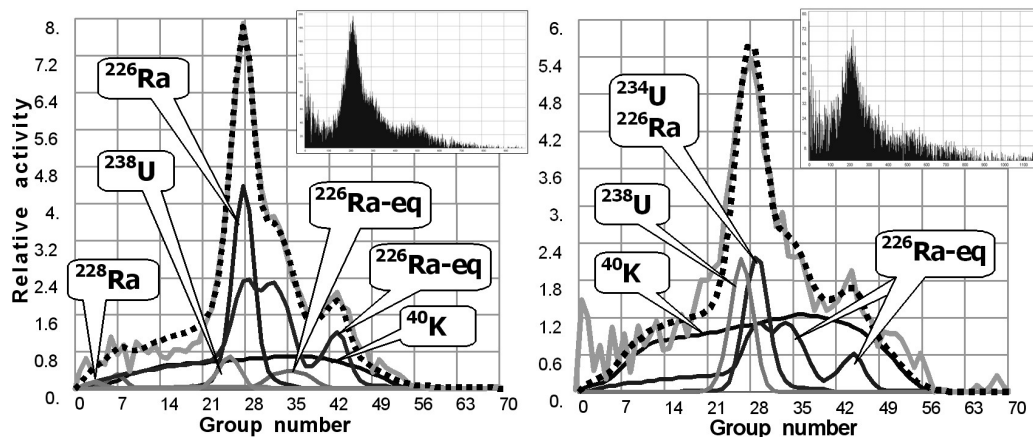 Relative activity
8.
7.2
6.4
5.6
4.8
4.
3.2
2.4
1.6
0.8
0.
²²⁶Ra
²³⁸U
²²⁶Ra-eq
²²⁶Ra-eq
²²⁸Ra
⁴⁰K
0 7 14 21 28 35 42 49 56 63 70
Group number
6.
5.4
4.8
4.2
3.6
3.
2.4
1.8
1.2
0.6
0.
²³⁴U
²²⁶Ra
²³⁸U
²²⁶Ra-eq
⁴⁰K
0 7 14 21 28 35 42 49 56 63 70
Group number